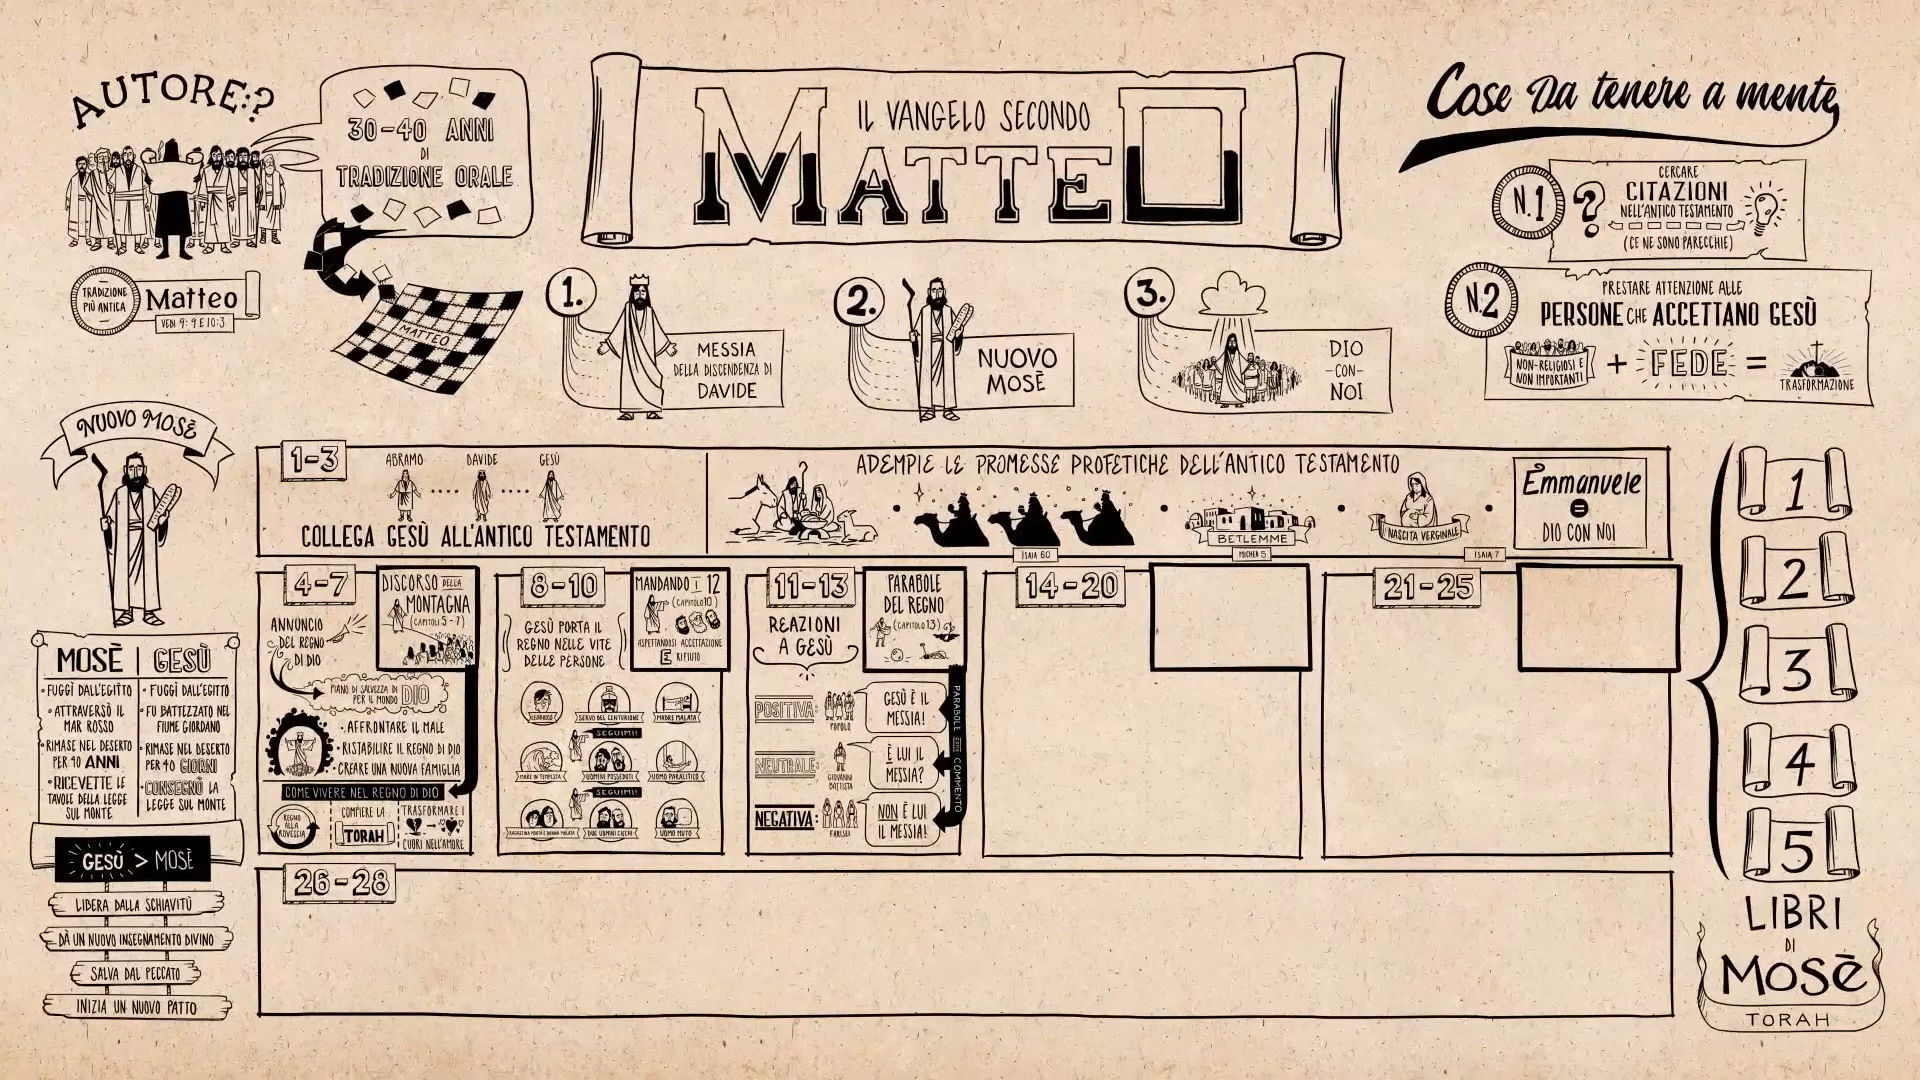 AUTORE:?
30-40 ANNI
DI
TRADIZIONE ORALE
TRADIZIONE
PIÙ ANTICA
Matteo
VEDI 9:9 E 10:3
MATTEO
IL VANGELO SECONDO
MATTEO
1.
MESSIA
DELLA DISCENDENZA DI
DAVIDE
2.
NUOVO
MOSÈ
3.
DIO
-CON-
NOI
Cose Da tenere a mente
N.1
?
CERCARE
CITAZIONI
NELL'ANTICO TESTAMENTO
(CE NE SONO PARECCHIE)
N.2
PRESTARE ATTENZIONE ALLE
PERSONE CHE ACCETTANO GESÙ
NON-RELIGIOSI E
NON IMPORTANTI
+ FEDE =
TRASFORMAZIONE
NUOVO MOSÈ
MOSÈ | GESÙ
• FUGGÌ DALL'EGITTO
• ATTRAVERSÒ IL
MAR ROSSO
• RIMASE NEL DESERTO
PER 40 ANNI
• RICEVETTE LE
TAVOLE DELLA LEGGE
SUL MONTE
• FUGGÌ DALL'EGITTO
• FU BATTEZZATO NEL
FIUME GIORDANO
• RIMASE NEL DESERTO
PER 40 GIORNI
• CONSEGNÒ LA
LEGGE SUL MONTE
GESÙ > MOSÈ
LIBERA DALLA SCHIAVITÙ
DÀ UN NUOVO INSEGNAMENTO DIVINO
SALVA DAL PECCATO
INIZIA UN NUOVO PATTO
1-3
ABRAMO .... DAVIDE .... GESÙ
COLLEGA GESÙ ALL'ANTICO TESTAMENTO
ADEMPIE LE PROMESSE PROFETICHE DELL'ANTICO TESTAMENTO
BETLEMME
NASCITA VERGINALE
Emmanuele
=
DIO CON NOI
ISAIA 60
MICHEA 5
ISAIA 7
4-7
DISCORSO DELLA
MONTAGNA
(CAPITOLI 5-7)
ANNUNCIO
DEL REGNO
DI DIO
PIANO DI SALVEZZA DI
PER IL MONDO DIO
• AFFRONTARE IL MALE
• RISTABILIRE IL REGNO DI DIO
• CREARE UNA NUOVA FAMIGLIA
COME VIVERE NEL REGNO DI DIO
REGNO
ALLA
ROVESCIA
COMPIERE LA
TORAH
TRASFORMARE I
CUORI NELL'AMORE
8-10
MANDANDO I 12
(CAPITOLO 10)
ASPETTANDOSI ACCETTAZIONE
E RIFIUTO
GESÙ PORTA IL
REGNO NELLE VITE
DELLE PERSONE
LEBBROSO
SERVO DEL CENTURIONE
MADRE MALATA
SEGUIMI!
MARE IN TEMPESTA
UOMINI POSSEDUTI
UOMO PARALITICO
SEGUIMI!
RAGAZZINA MORTA E DONNA MALATA
DUE UOMINI CIECHI
UOMO MUTO
11-13
PARABOLE
DEL REGNO
(CAPITOLO 13)
REAZIONI
A GESÙ
POSITIVA:
POPOLO
GESÙ È IL
MESSIA!
NEUTRALE:
GIOVANNI
BATTISTA
È LUI IL
MESSIA?
NEGATIVA:
FARISEI
NON È LUI
IL MESSIA!
PARABOLE COME COMMENTO
14-20
21-25
26-28
1
2
3
4
5
LIBRI
DI
MOSÈ
TORAH